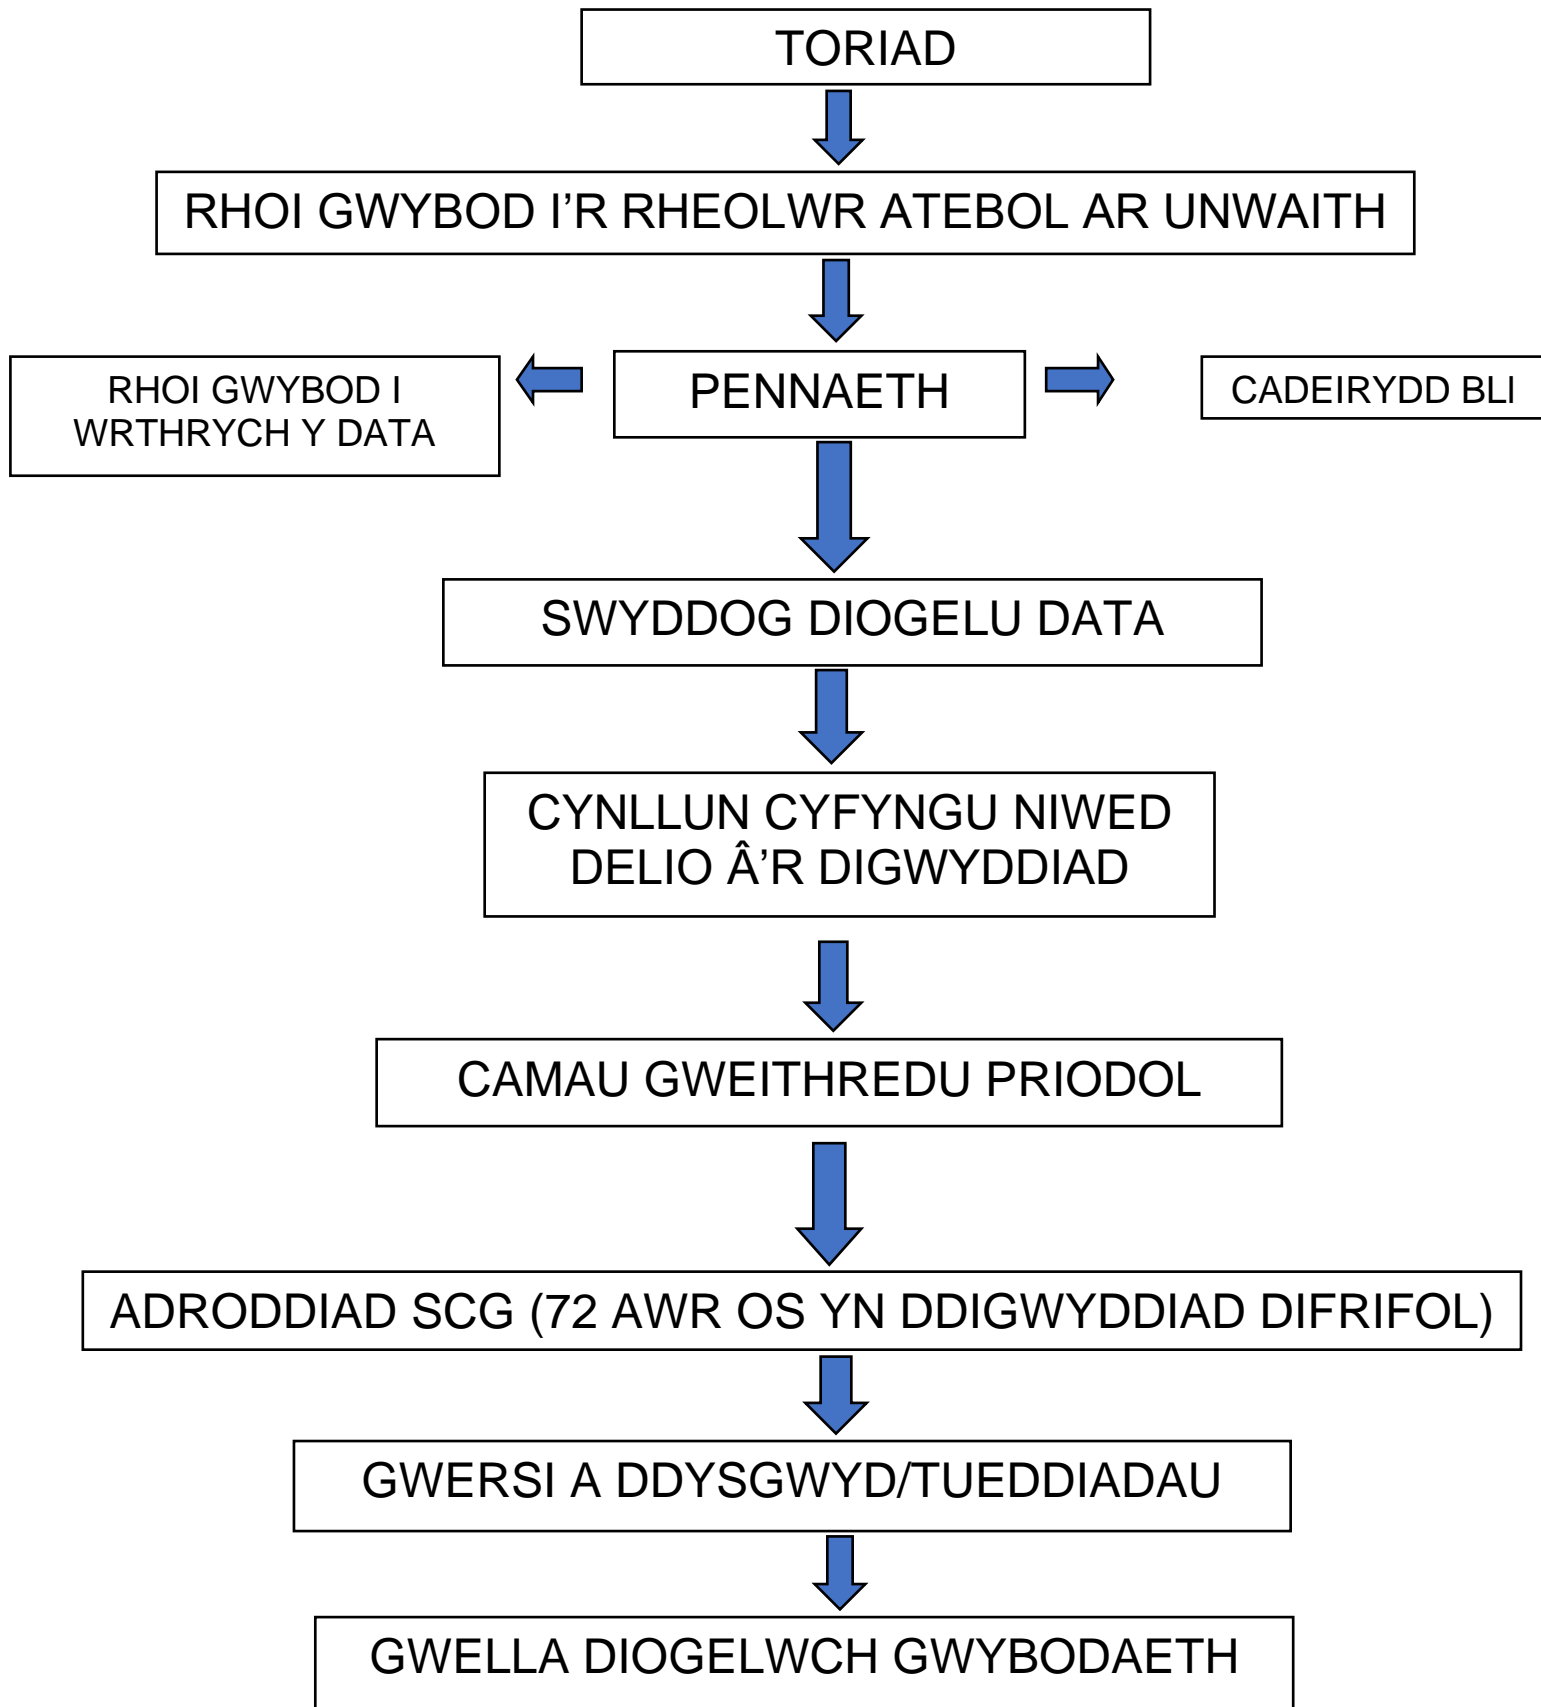 TORIAD
RHOI GWYBOD I’R RHEOLWR ATEBOL AR UNWAITH
RHOI GWYBOD I
WRTHRYCH Y DATA
PENNAETH
CADEIRYDD BLI
SWYDDOG DIOGELU DATA
CYNLLUN CYFYNGU NIWED
DELIO Â’R DIGWYDDIAD
CAMAU GWEITHREDU PRIODOL
ADRODDIAD SCG (72 AWR OS YN DDIGWYDDIAD DIFRIFOL)
GWERSI A DDYSGWYD/TUEDDIADAU
GWELLA DIOGELWCH GWYBODAETH